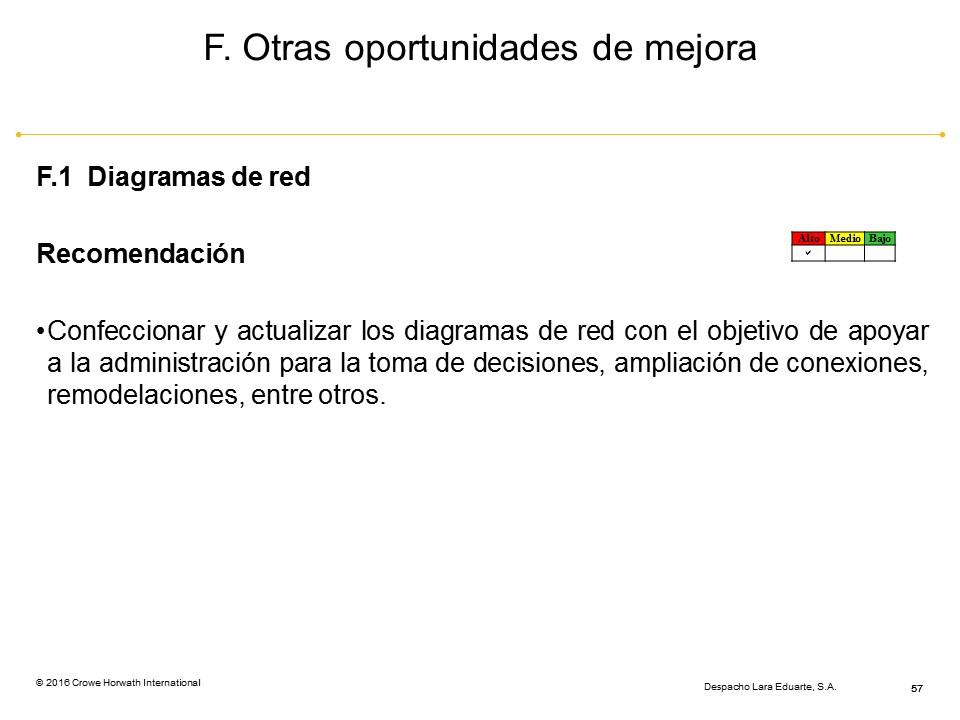 F. Otras oportunidades de mejora
F.1 Diagramas de red
Recomendación
Alto Medio Bajo
✓
•Confeccionar y actualizar los diagramas de red con el objetivo de apoyar
a la administración para la toma de decisiones, ampliación de conexiones,
remodelaciones, entre otros.
© 2016 Crowe Horwath International
Despacho Lara Eduarte, S.A.
57